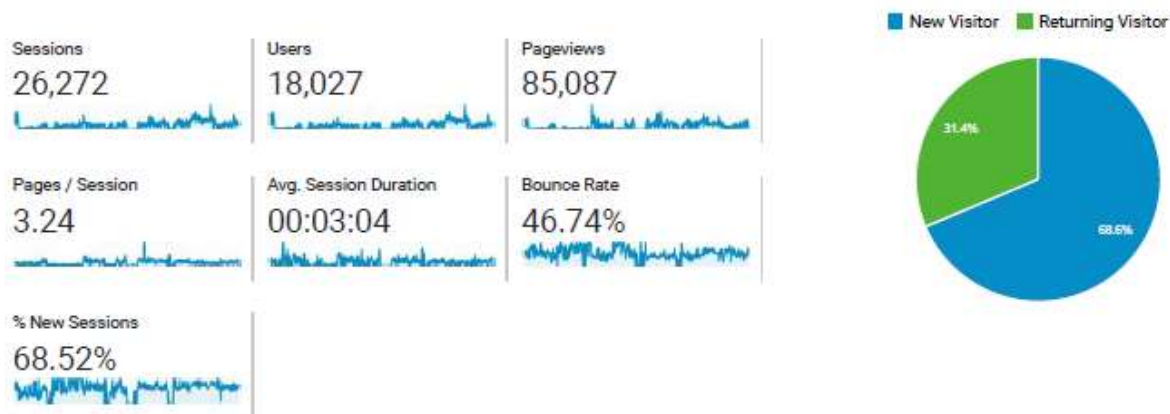 New Visitor
Returning Visitor
Sessions
26,272
Users
18,027
Pageviews
85,087
Pages / Session
3.24
Avg. Session Duration
00:03:04
Bounce Rate
46.74%
% New Sessions
68.52%
31.4%
68.6%